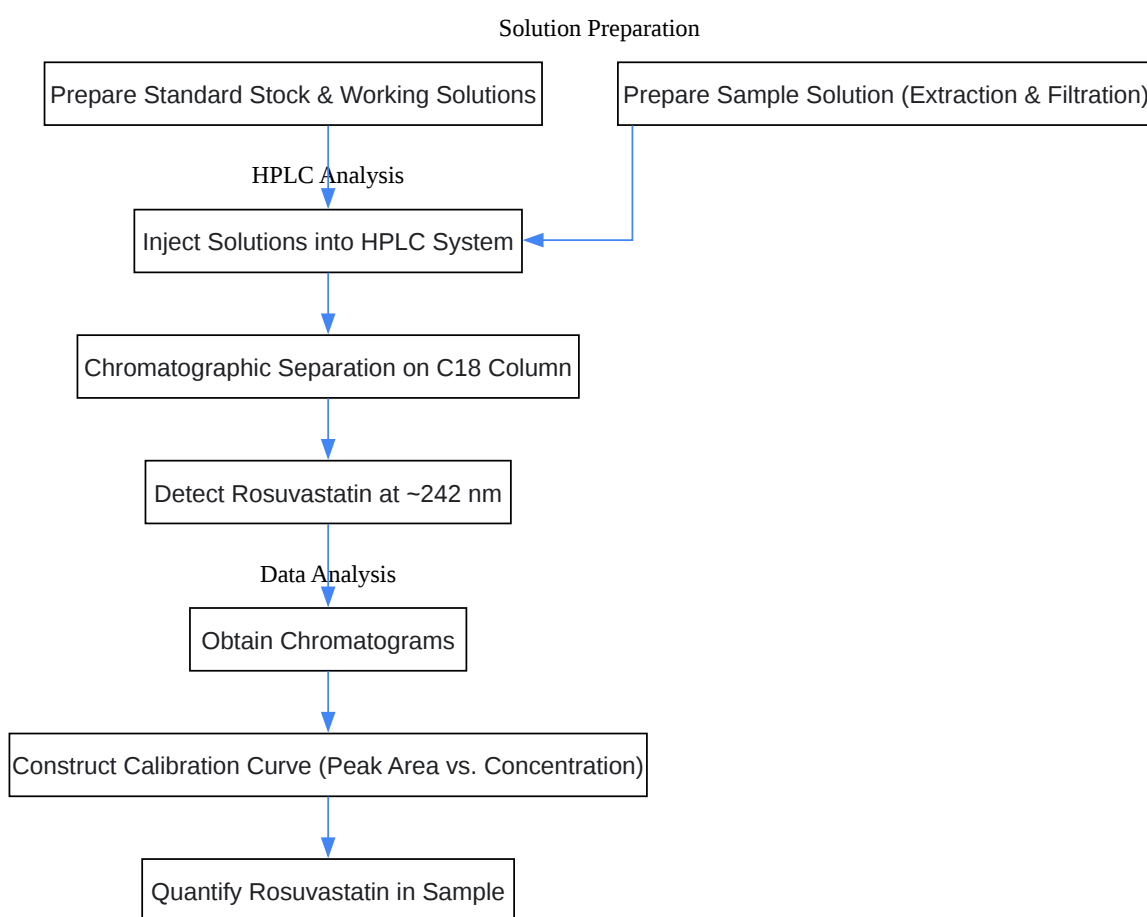 Solution Preparation
Prepare Standard Stock & Working Solutions
Prepare Sample Solution (Extraction & Filtration)
HPLC Analysis
Inject Solutions into HPLC System
Chromatographic Separation on C18 Column
Detect Rosuvastatin at ~242 nm
Data Analysis
Obtain Chromatograms
Construct Calibration Curve (Peak Area vs. Concentration)
Quantify Rosuvastatin in Sample